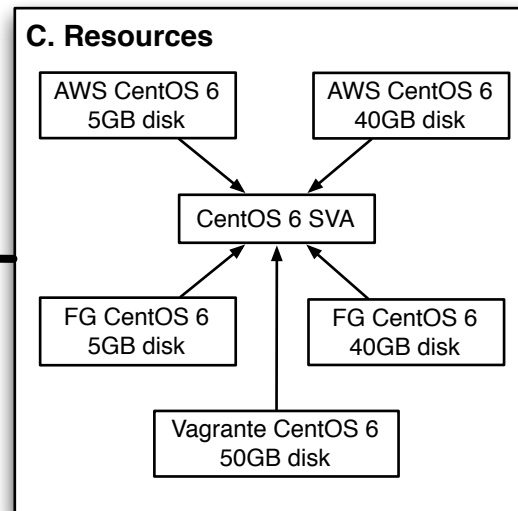 C. Resources
AWS CentOS 6
5GB disk
AWS CentOS 6
40GB disk
CentOS 6 SVA
FG CentOS 6
5GB disk
FG CentOS 6
40GB disk
Vagrante CentOS 6
50GB disk